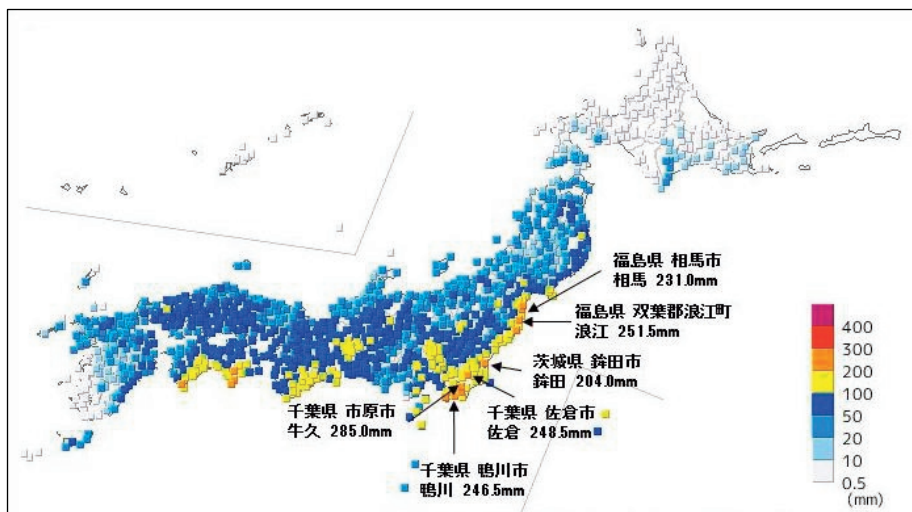 福島県 相馬市
相馬 231.0mm
福島県 双葉郡浪江町
浪江 251.5mm
茨城県 鉾田市
鉾田 204.0mm
千葉県 佐倉市
佐倉 248.5mm
千葉県 市原市
牛久 285.0mm
千葉県 鴨川市
鴨川 246.5mm
400
300
200
100
50
20
10
0.5
(mm)